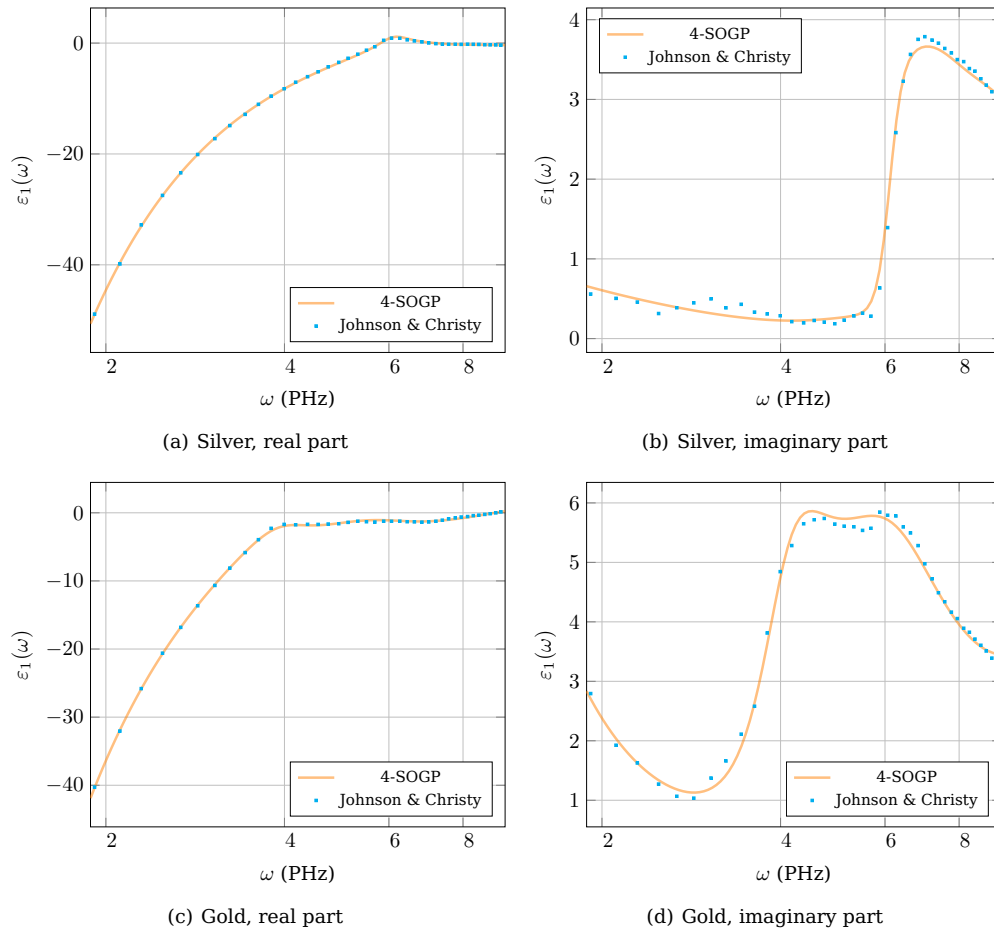 0
−20
−40
ε₁(ω)
4-SOGP
Johnson & Christy
2
4
6
8
ω (PHz)
(a) Silver, real part
4
3
2
1
0
ε₁(ω)
4-SOGP
Johnson & Christy
2
4
6
8
ω (PHz)
(b) Silver, imaginary part
0
−10
−20
−30
−40
ε₁(ω)
4-SOGP
Johnson & Christy
2
4
6
8
ω (PHz)
(c) Gold, real part
6
5
4
3
2
1
ε₁(ω)
4-SOGP
Johnson & Christy
2
4
6
8
ω (PHz)
(d) Gold, imaginary part